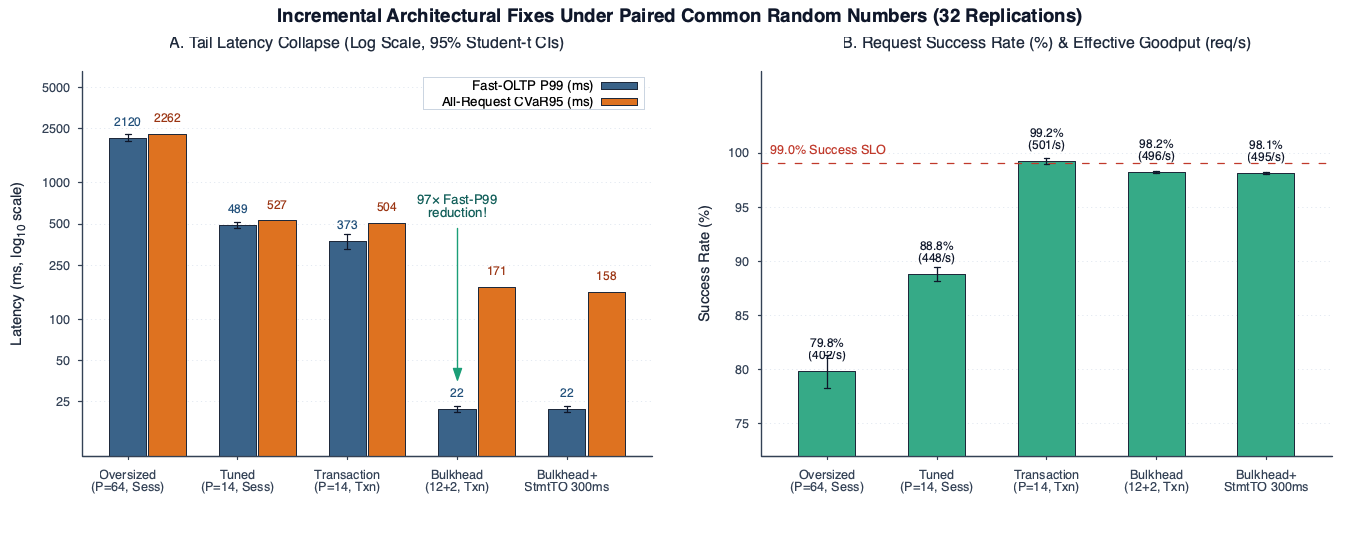 Incremental Architectural Fixes Under Paired Common Random Numbers (32 Replications)
A. Tail Latency Collapse (Log Scale, 95% Student-t CIs)
Fast-OLTP P99 (ms)
All-Request CVaR95 (ms)
Latency (ms, log10 scale)
5000
2500
1000
500
250
100
50
25
2120
2262
489
527
373
504
97× Fast-P99
reduction!
22
171
22
158
Oversized
(P=64, Sess)
Tuned
(P=14, Sess)
Transaction
(P=14, Txn)
Bulkhead
(12+2, Txn)
Bulkhead+
StmtTO 300ms
B. Request Success Rate (%) & Effective Goodput (req/s)
Success Rate (%)
100
95
90
85
80
75
99.0% Success SLO
79.8%
(402/s)
88.8%
(448/s)
99.2%
(501/s)
98.2%
(496/s)
98.1%
(495/s)
Oversized
(P=64, Sess)
Tuned
(P=14, Sess)
Transaction
(P=14, Txn)
Bulkhead
(12+2, Txn)
Bulkhead+
StmtTO 300ms